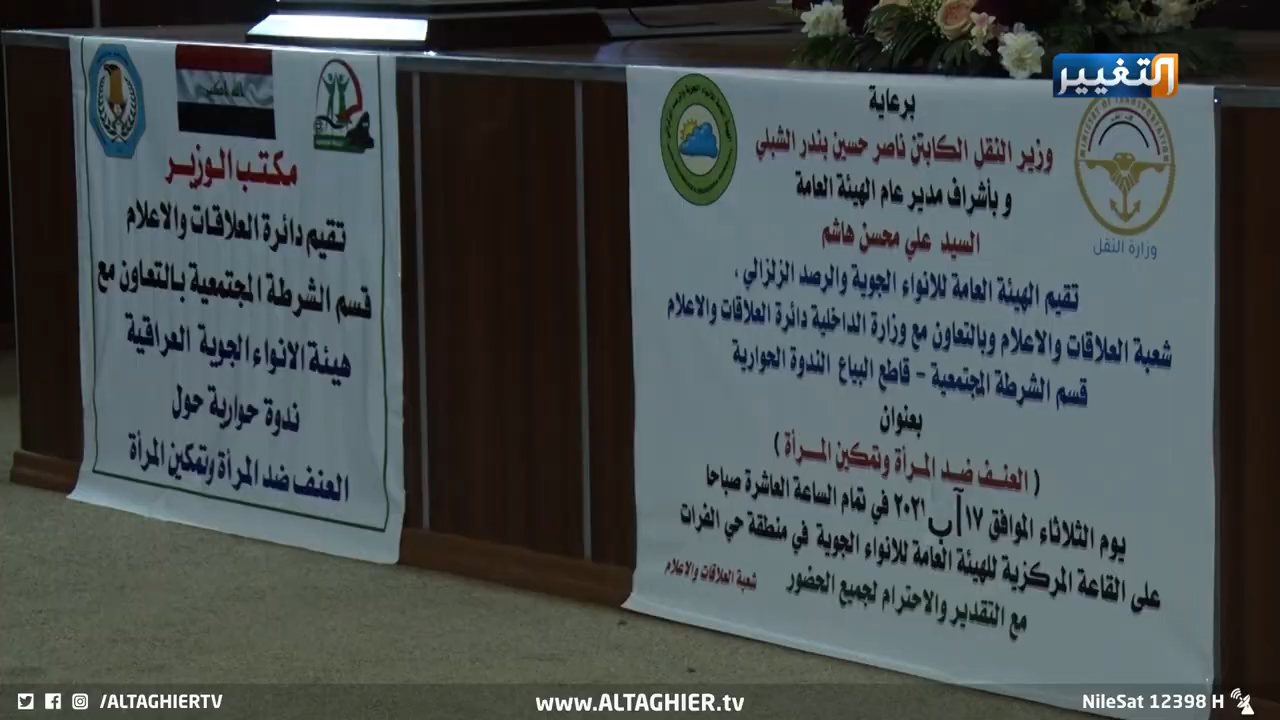 التغيير
برعاية
وزير النقل الكابتن ناصر حسين بندر الشبلي
و بأشراف مدير عام الهيئة العامة
السيد علي محسن هاشم
تقيم الهيئة العامة للانواء الجوية والرصد الزلزالي ،
شعبة العلاقات والاعلام وبالتعاون مع وزارة الداخلية دائرة العلاقات والاعلام
قسم الشرطة المجتمعية - قاطع البياع الندوة الحوارية
بعنوان
( العنف ضد المرأة وتمكين المرأة )
يوم الثلاثاء الموافق ١٧ آب ٢٠٢١ في تمام الساعة العاشرة صباحا
على القاعة المركزية للهيئة العامة للانواء الجوية في منطقة حي الفرات
مع التقدير والاحترام لجميع الحضور
شعبة العلاقات والاعلام
وزارة النقل
مكتب الوزير
تقيم دائرة العلاقات والاعلام
قسم الشرطة المجتمعية بالتعاون مع
هيئة الانواء الجوية العراقية
ندوة حوارية حول
العنف ضد المرأة وتمكين المرأة
/ALTAGHIERTV
www.ALTAGHIER.tv
NileSat 12398 H